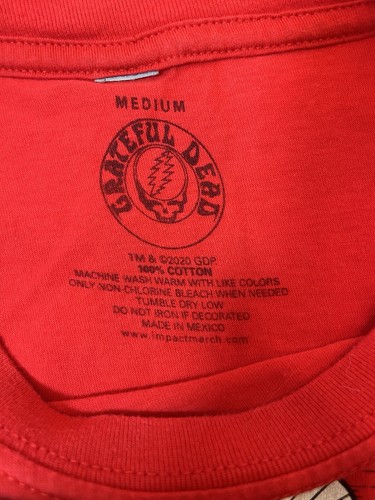 MEDIUM
GRATEFUL DEAD
TM & ©2020 GDP.
100% COTTON
MACHINE WASH WARM WITH LIKE COLORS
ONLY NON-CHLORINE BLEACH WHEN NEEDED
TUMBLE DRY LOW
DO NOT IRON IF DECORATED
MADE IN MEXICO
www.impactmerch.com